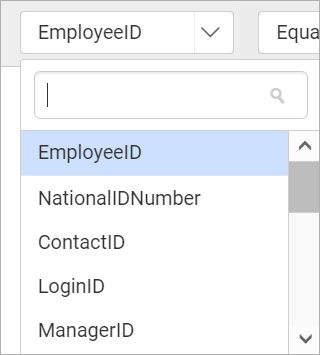 EmployeeID
Equa
EmployeeID
NationalIDNumber
ContactID
LoginID
ManagerID